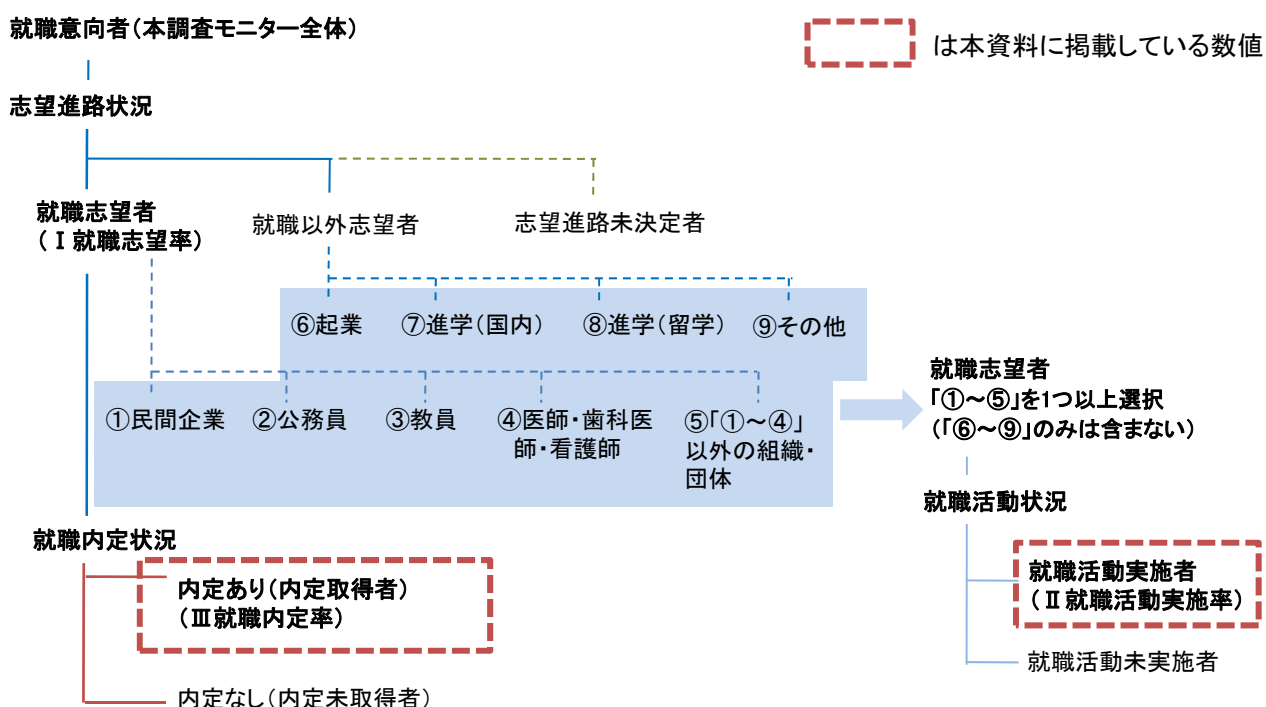 就職意向者(本調査モニター全体)
は本資料に掲載している数値
志望進路状況
就職志望者
(Ⅰ就職志望率)
就職以外志望者
志望進路未決定者
⑥起業
⑦進学(国内)
⑧進学(留学)
⑨その他
①民間企業
②公務員
③教員
④医師・歯科医
師・看護師
⑤「①~④」
以外の組織・
団体
就職志望者
「①~⑤」を1つ以上選択
(「⑥~⑨」のみは含まない)
就職活動状況
就職活動実施者
(Ⅱ就職活動実施率)
就職活動未実施者
就職内定状況
内定あり(内定取得者)
(Ⅲ就職内定率)
内定なし(内定未取得者)